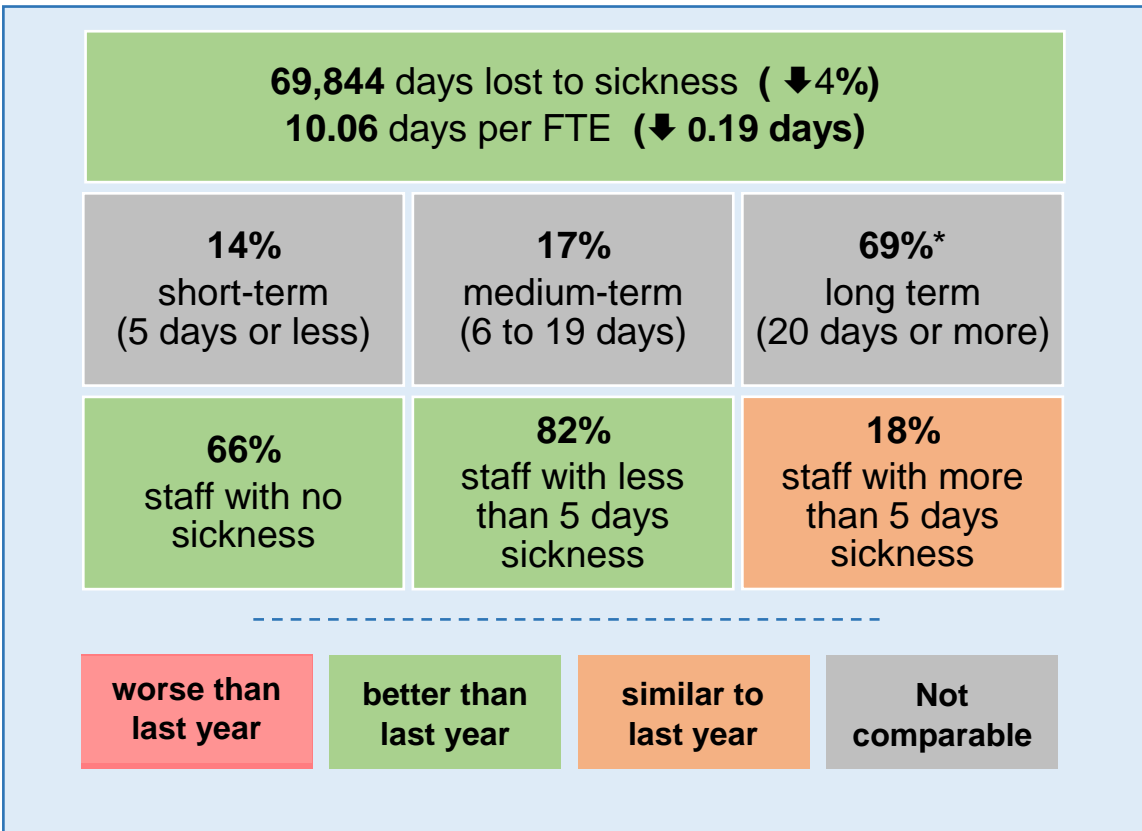 69,844 days lost to sickness ( 🡇4%)
10.06 days per FTE (🡇 0.19 days)
14%
short-term
(5 days or less)
17%
medium-term
(6 to 19 days)
69%*
long term
(20 days or more)
66%
staff with no
sickness
82%
staff with less
than 5 days
sickness
18%
staff with more
than 5 days
sickness
worse than
last year
better than
last year
similar to
last year
Not
comparable